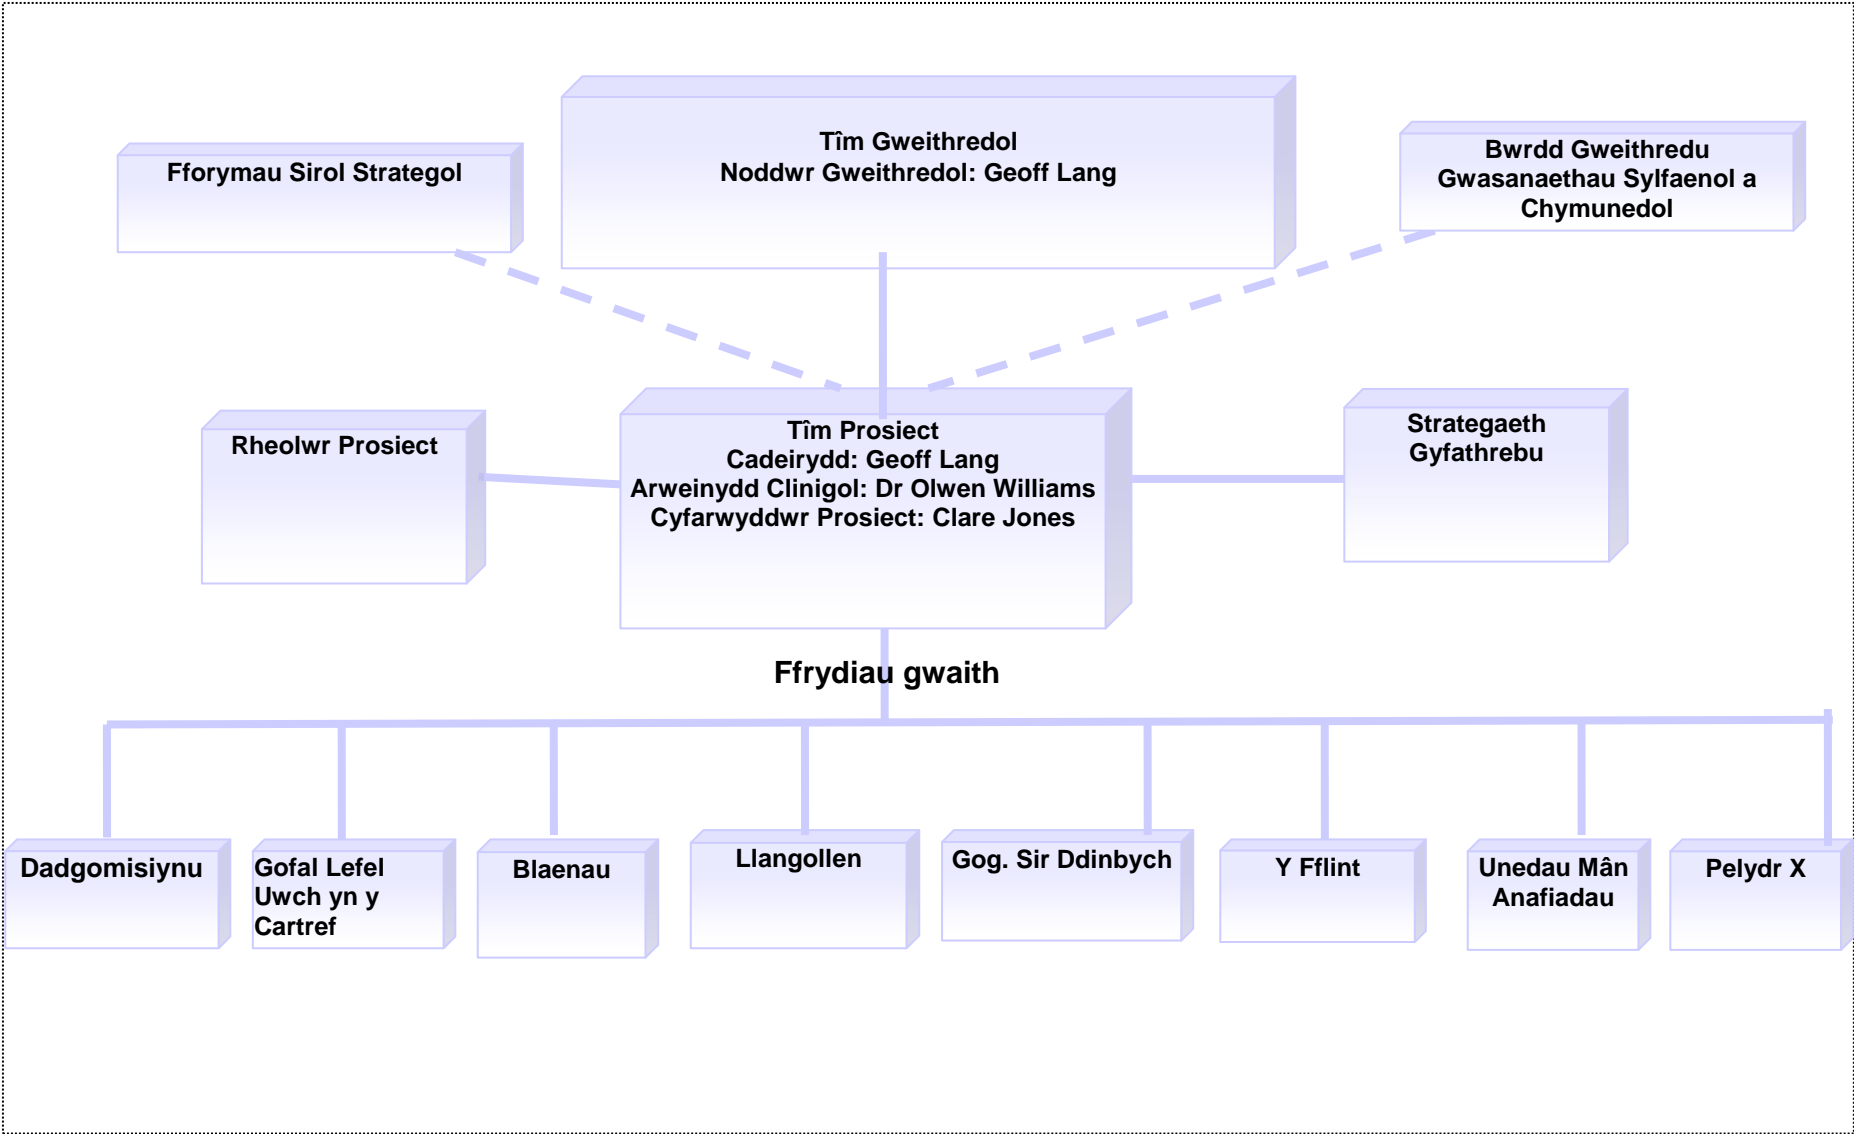 Fforymau Sirol Strategol
Tîm Gweithredol
Noddwr Gweithredol: Geoff Lang
Bwrdd Gweithredu
Gwasanaethau Sylfaenol a
Chymunedol
Rheolwr Prosiect
Tîm Prosiect
Cadeirydd: Geoff Lang
Arweinydd Clinigol: Dr Olwen Williams
Cyfarwyddwr Prosiect: Clare Jones
Strategaeth
Gyfathrebu
Ffrydiau gwaith
Dadgomisiynu
Gofal Lefel
Uwch yn y
Cartref
Blaenau
Llangollen
Gog. Sir Ddinbych
Y Fflint
Unedau Mân
Anafiadau
Pelydr X